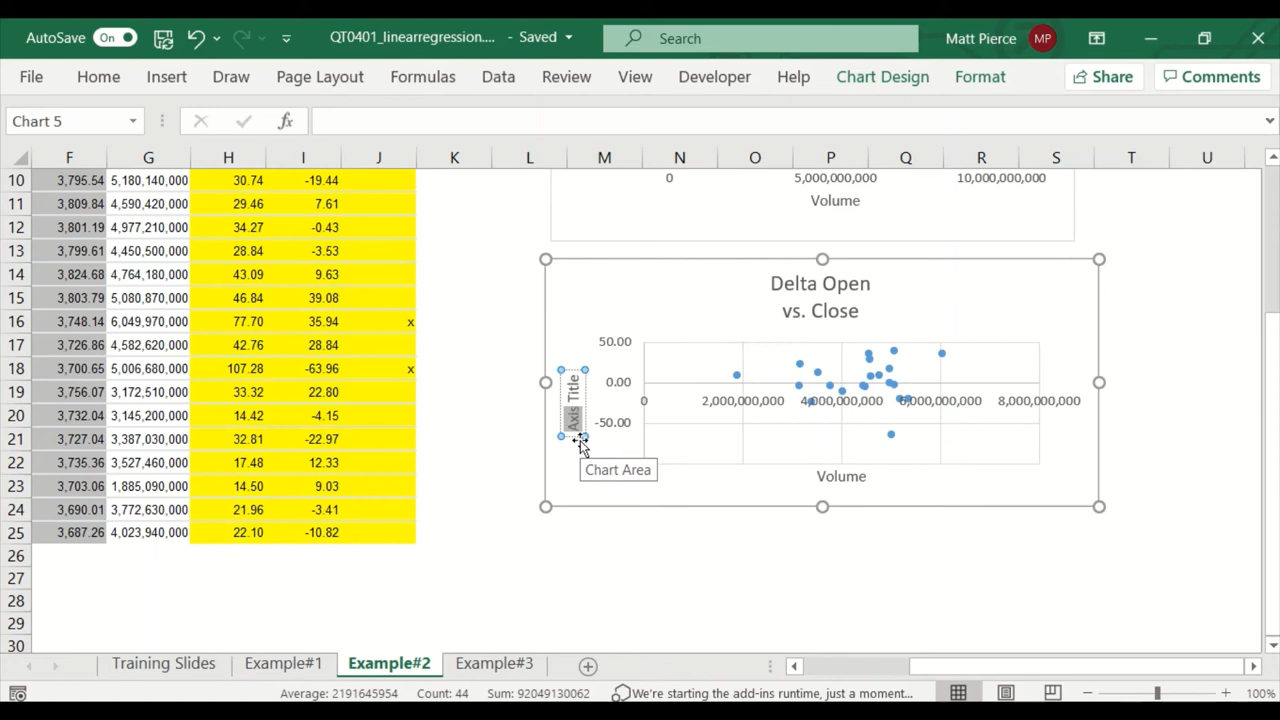 AutoSave On QT0401_linearregression.... - Saved Search Matt Pierce MP
File Home Insert Draw Page Layout Formulas Data Review View Developer Help Chart Design Format Share Comments
Chart 5 fx
F G H I J K L M N O P Q R S T U
10 3,795.54 5,180,140,000 30.74 -19.44
11 3,809.84 4,590,420,000 29.46 7.61
12 3,801.19 4,977,210,000 34.27 -0.43
13 3,799.61 4,450,500,000 28.84 -3.53
14 3,824.68 4,764,180,000 43.09 9.63
15 3,803.79 5,080,870,000 46.84 39.08
16 3,748.14 6,049,970,000 77.70 35.94 x
17 3,726.86 4,582,620,000 42.76 28.84
18 3,700.65 5,006,680,000 107.28 -63.96 x
19 3,756.07 3,172,510,000 33.32 22.80
20 3,732.04 3,145,200,000 14.42 -4.15
21 3,727.04 3,387,030,000 32.81 -22.97
22 3,735.36 3,527,460,000 17.48 12.33
23 3,703.06 1,885,090,000 14.50 9.03
24 3,690.01 3,772,630,000 21.96 -3.41
25 3,687.26 4,023,940,000 22.10 -10.82
26
27
28
29
30
0 5,000,000,000 10,000,000,000
Volume
Delta Open
vs. Close
50.00
0.00
-50.00
Axis Title
0 2,000,000,000 4,000,000,000 6,000,000,000 8,000,000,000
Volume
Chart Area
Training Slides Example#1 Example#2 Example#3
Average: 2191645954 Count: 44 Sum: 92049130062 We're starting the add-ins runtime, just a moment... 100%